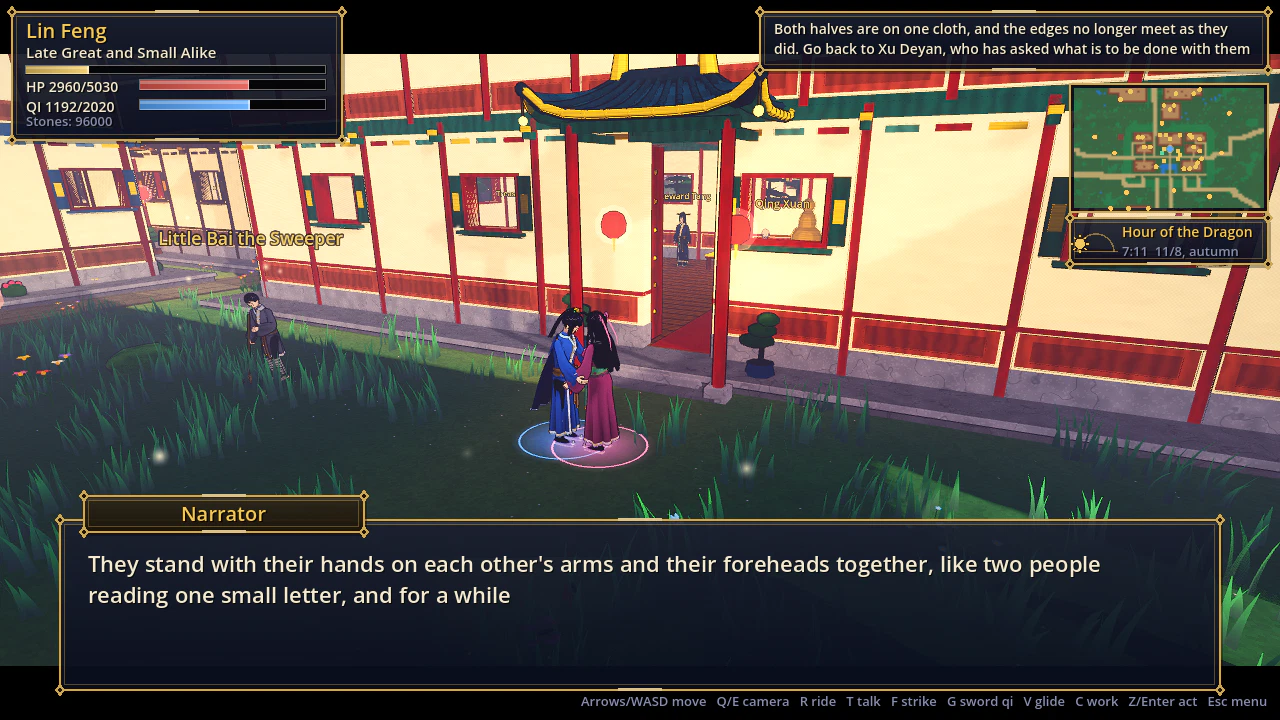 Lin Feng
Late Great and Small Alike
HP 2960/5030
QI 1192/2020
Stones: 96000
Both halves are on one cloth, and the edges no longer meet as they
did. Go back to Xu Deyan, who has asked what is to be done with them
Hour of the Dragon
7:11 11/8, autumn
Qing Xuan
Little Bai the Sweeper
Narrator
They stand with their hands on each other's arms and their foreheads together, like two people
reading one small letter, and for a while
Arrows/WASD move Q/E camera R ride T talk F strike G sword qi V glide C work Z/Enter act Esc menu